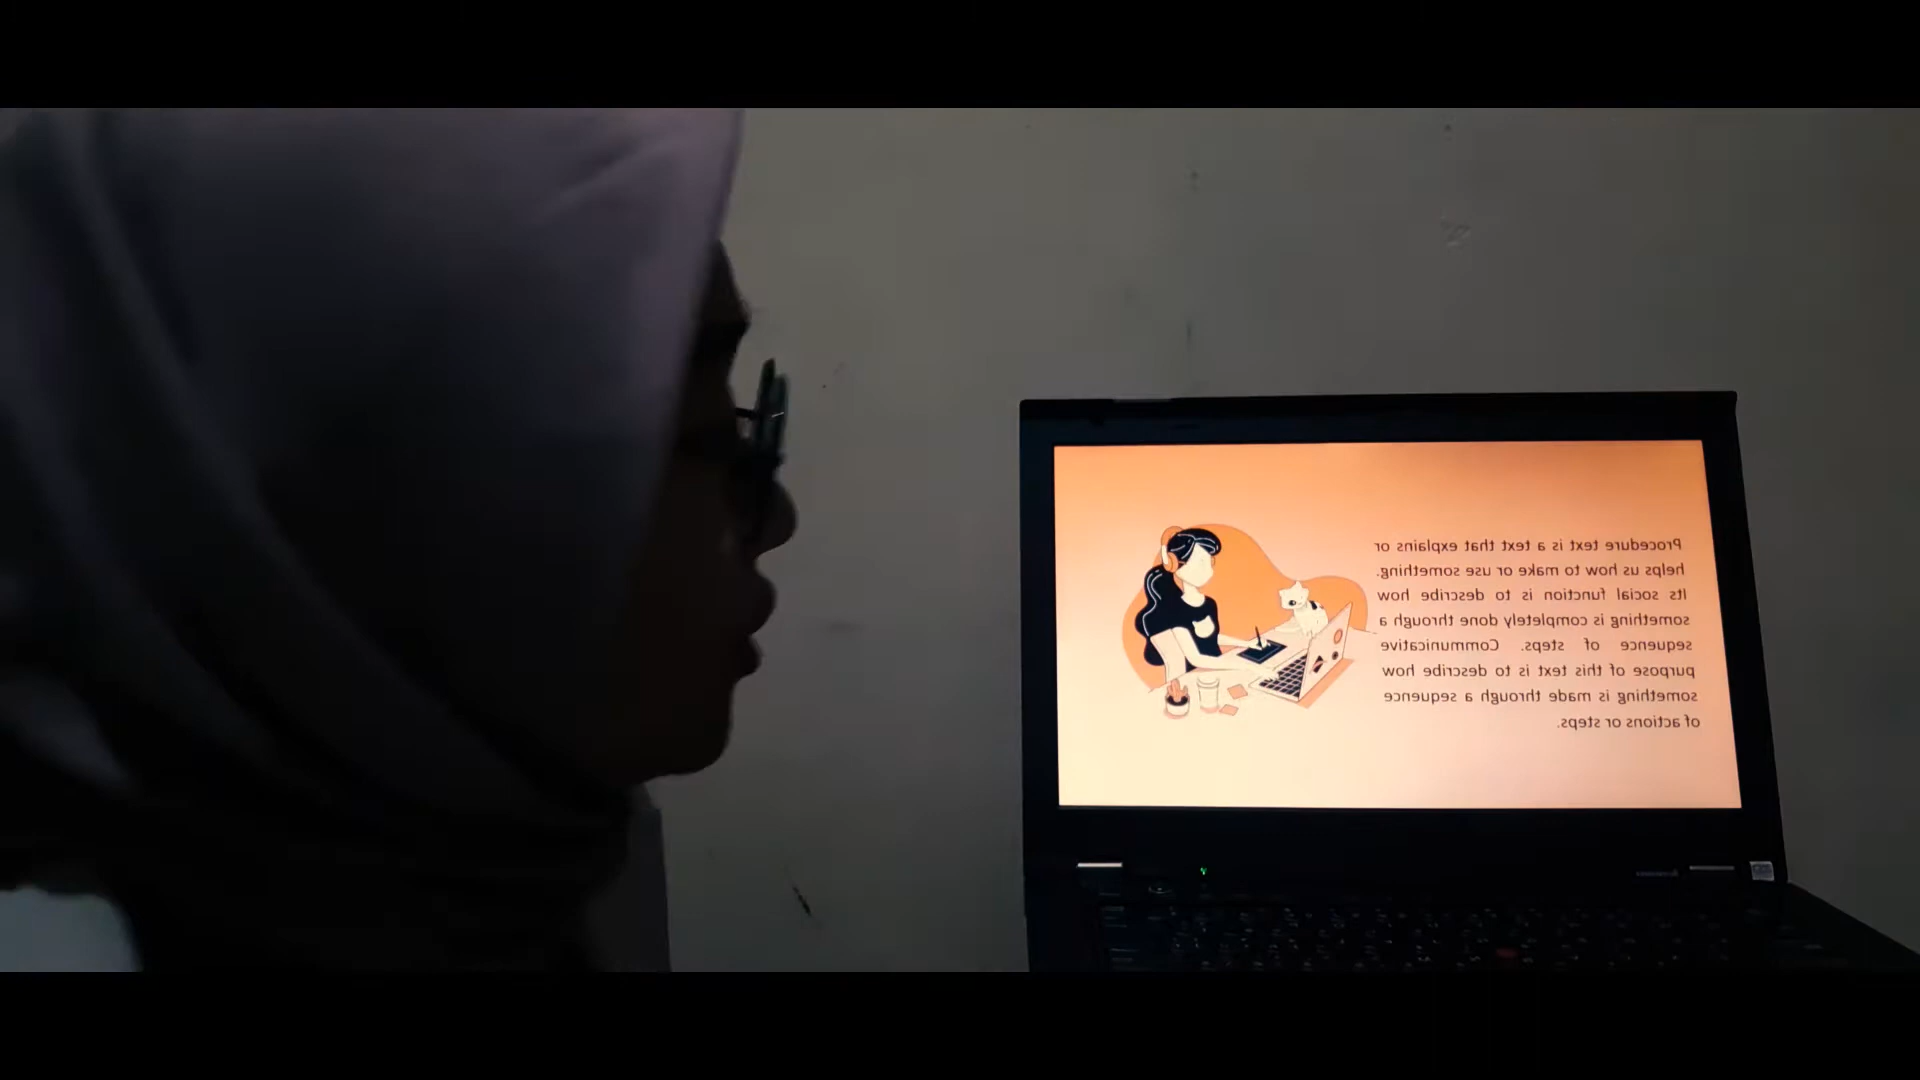 Procedure text is a text that explains or
helps us how to make or use something.
Its social function is to describe how
something is completely done through a
sequence of steps. Communicative
purpose of this text is to describe how
something is made through a sequence
of actions or steps.